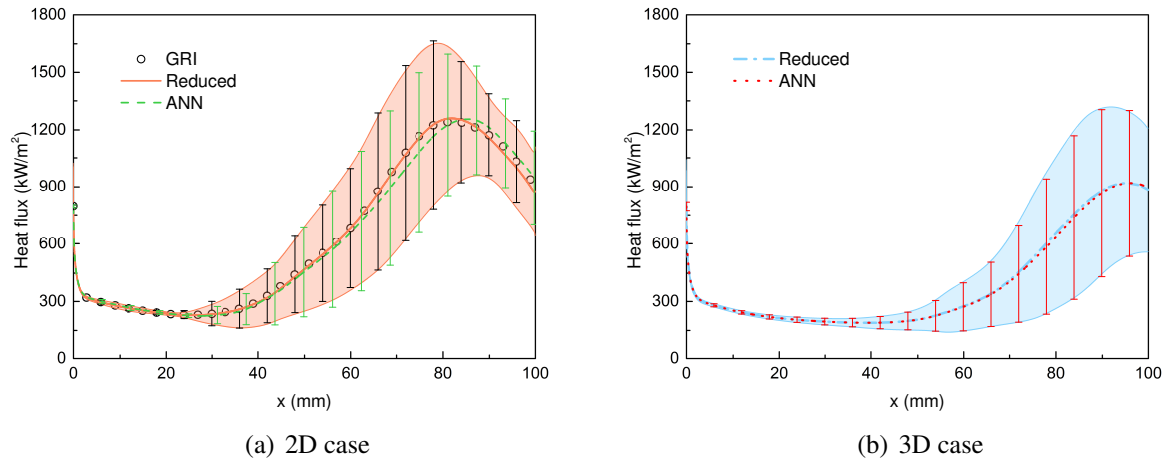 1800
1500
1200
900
600
300
0
Heat flux (kW/m²)
GRI
Reduced
ANN
0 20 40 60 80 100
x (mm)
(a) 2D case
1800
1500
1200
900
600
300
0
Heat flux (kW/m²)
Reduced
ANN
0 20 40 60 80 100
x (mm)
(b) 3D case